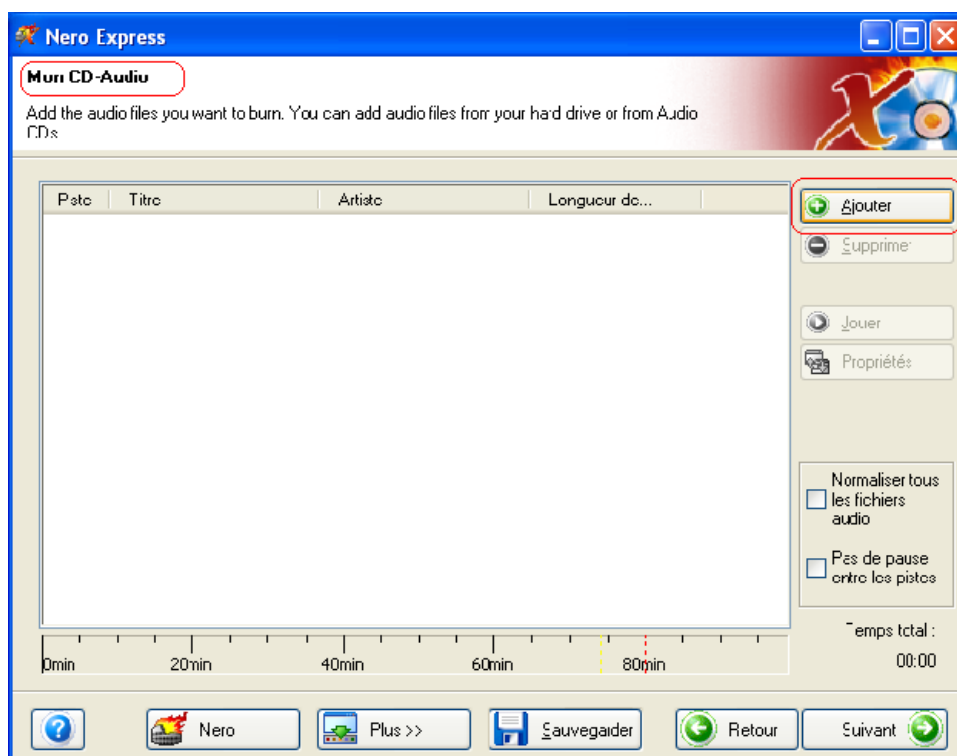 Nero Express
Mon CD-Audio
Add the audio files you want to burn. You can add audio files from your hard drive or from Audio
CDs
Piste Titre Artiste Longueur de...
Ajouter
Supprimer
Jouer
Propriétés
Normaliser tous
les fichiers
audio
Pas de pause
entre les pistes
Temps total :
00:00
0min 20min 40min 60min 80min
? Nero Plus >> Sauvegarder Retour Suivant